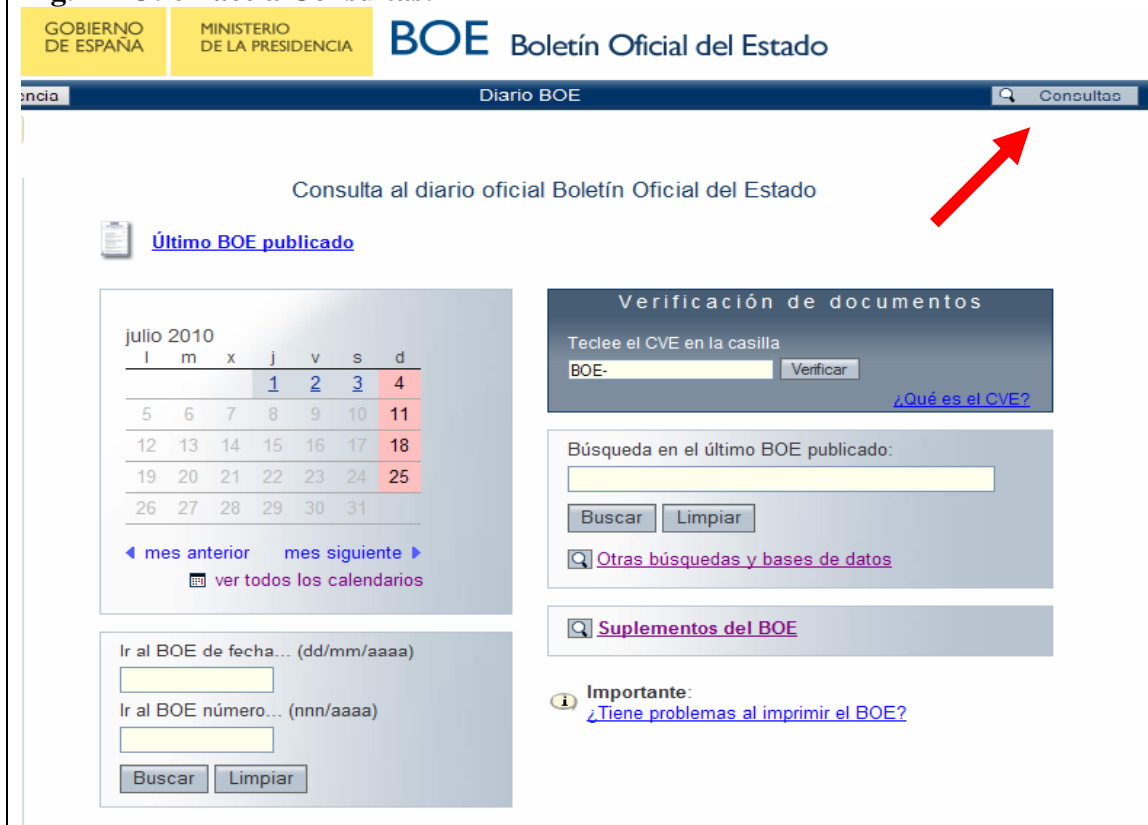 GOBIERNO
DE ESPAÑA
MINISTERIO
DE LA PRESIDENCIA
BOE Boletín Oficial del Estado
encia
Diario BOE
Consultas
Consulta al diario oficial Boletín Oficial del Estado
Último BOE publicado
julio 2010
l m x j v s d
1 2 3 4
5 6 7 8 9 10 11
12 13 14 15 16 17 18
19 20 21 22 23 24 25
26 27 28 29 30 31
mes anterior mes siguiente
ver todos los calendarios
Ir al BOE de fecha... (dd/mm/aaaa)
Ir al BOE número... (nnn/aaaa)
Buscar Limpiar
Verificación de documentos
Teclee el CVE en la casilla
BOE- Verificar
¿Qué es el CVE?
Búsqueda en el último BOE publicado:
Buscar Limpiar
Otras búsquedas y bases de datos
Suplementos del BOE
Importante:
¿Tiene problemas al imprimir el BOE?